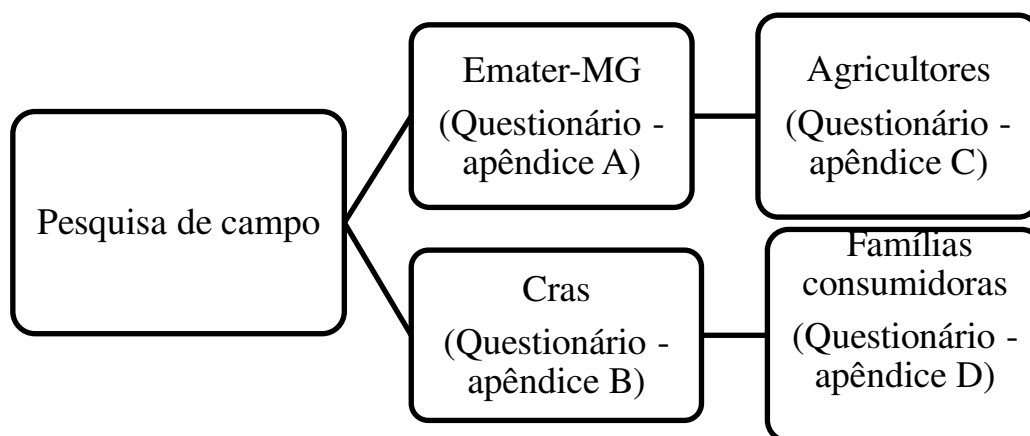 Pesquisa de campo
Emater-MG
(Questionário -
apêndice A)
Agricultores
(Questionário -
apêndice C)
Cras
(Questionário -
apêndice B)
Famílias
consumidoras
(Questionário -
apêndice D)